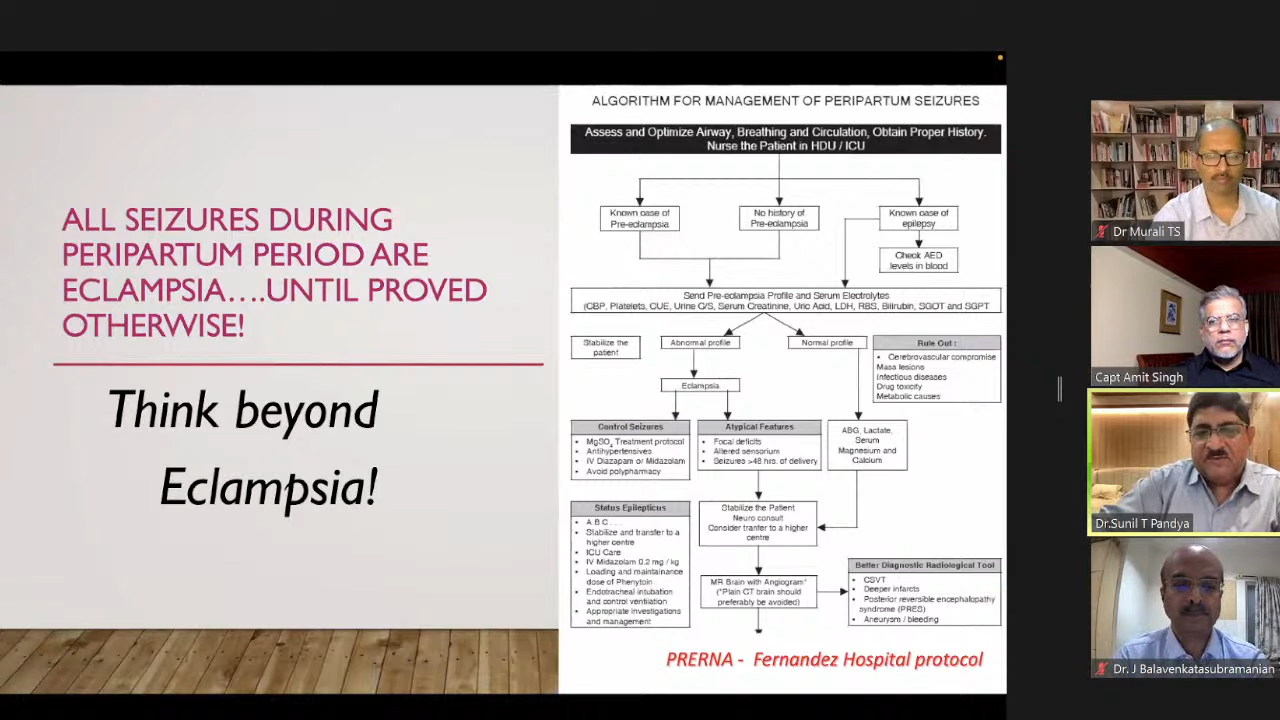 ALL SEIZURES DURING
PERIPARTUM PERIOD ARE
ECLAMPSIA....UNTIL PROVED
OTHERWISE!
Think beyond
Eclampsia!
ALGORITHM FOR MANAGEMENT OF PERIPARTUM SEIZURES
Assess and Optimize Airway, Breathing and Circulation, Obtain Proper History.
Nurse the Patient in HDU / ICU
Known case of
Pre-eclampsia
No history of
Pre-eclampsia
Known case of
epilepsy
Check AED
levels in blood
Send Pre-eclampsia Profile and Serum Electrolytes
(CBP, Platelets, CUE, Urine C/S, Serum Creatinine, Uric Acid, LDH, RBS, Bilirubin, SGOT and SGPT
Stabilize the
patient
Abnormal profile
Normal profile
Rule Out :
• Cerebrovascular compromise
Mass lesions
Infectious diseases
Drug toxicity
Metabolic causes
Eclampsia
Control Seizures
• MgSO4 Treatment protocol
• Antihypertensives
• IV Diazapam or Midazolam
• Avoid polypharmacy
Atypical Features
• Focal deficits
• Altered sensorium
• Seizures >48 hrs. of delivery
ABG, Lactate,
Serum
Magnesium and
Calcium
Status Epilepticus
• A B C . . .
• Stabilize and transfer to a
higher centre
• ICU Care
• IV Midazolam 0.2 mg / kg
• Loading and maintainance
dose of Phenytoin
• Endotracheal intubation
and control ventilation
• Appropriate investigations
and management
Stabilize the Patient
Neuro consult
Consider tranfer to a higher
centre
MR Brain with Angiogram*
(*Plain CT brain should
preferably be avoided)
Better Diagnostic Radiological Tool
• CSVT
• Deeper infarcts
• Posterior reversible encephalopathy
syndrome (PRES)
• Aneurysm / bleeding
PRERNA - Fernandez Hospital protocol
Dr Murali TS
Capt Amit Singh
Dr.Sunil T Pandya
Dr. J Balavenkatasubramanian